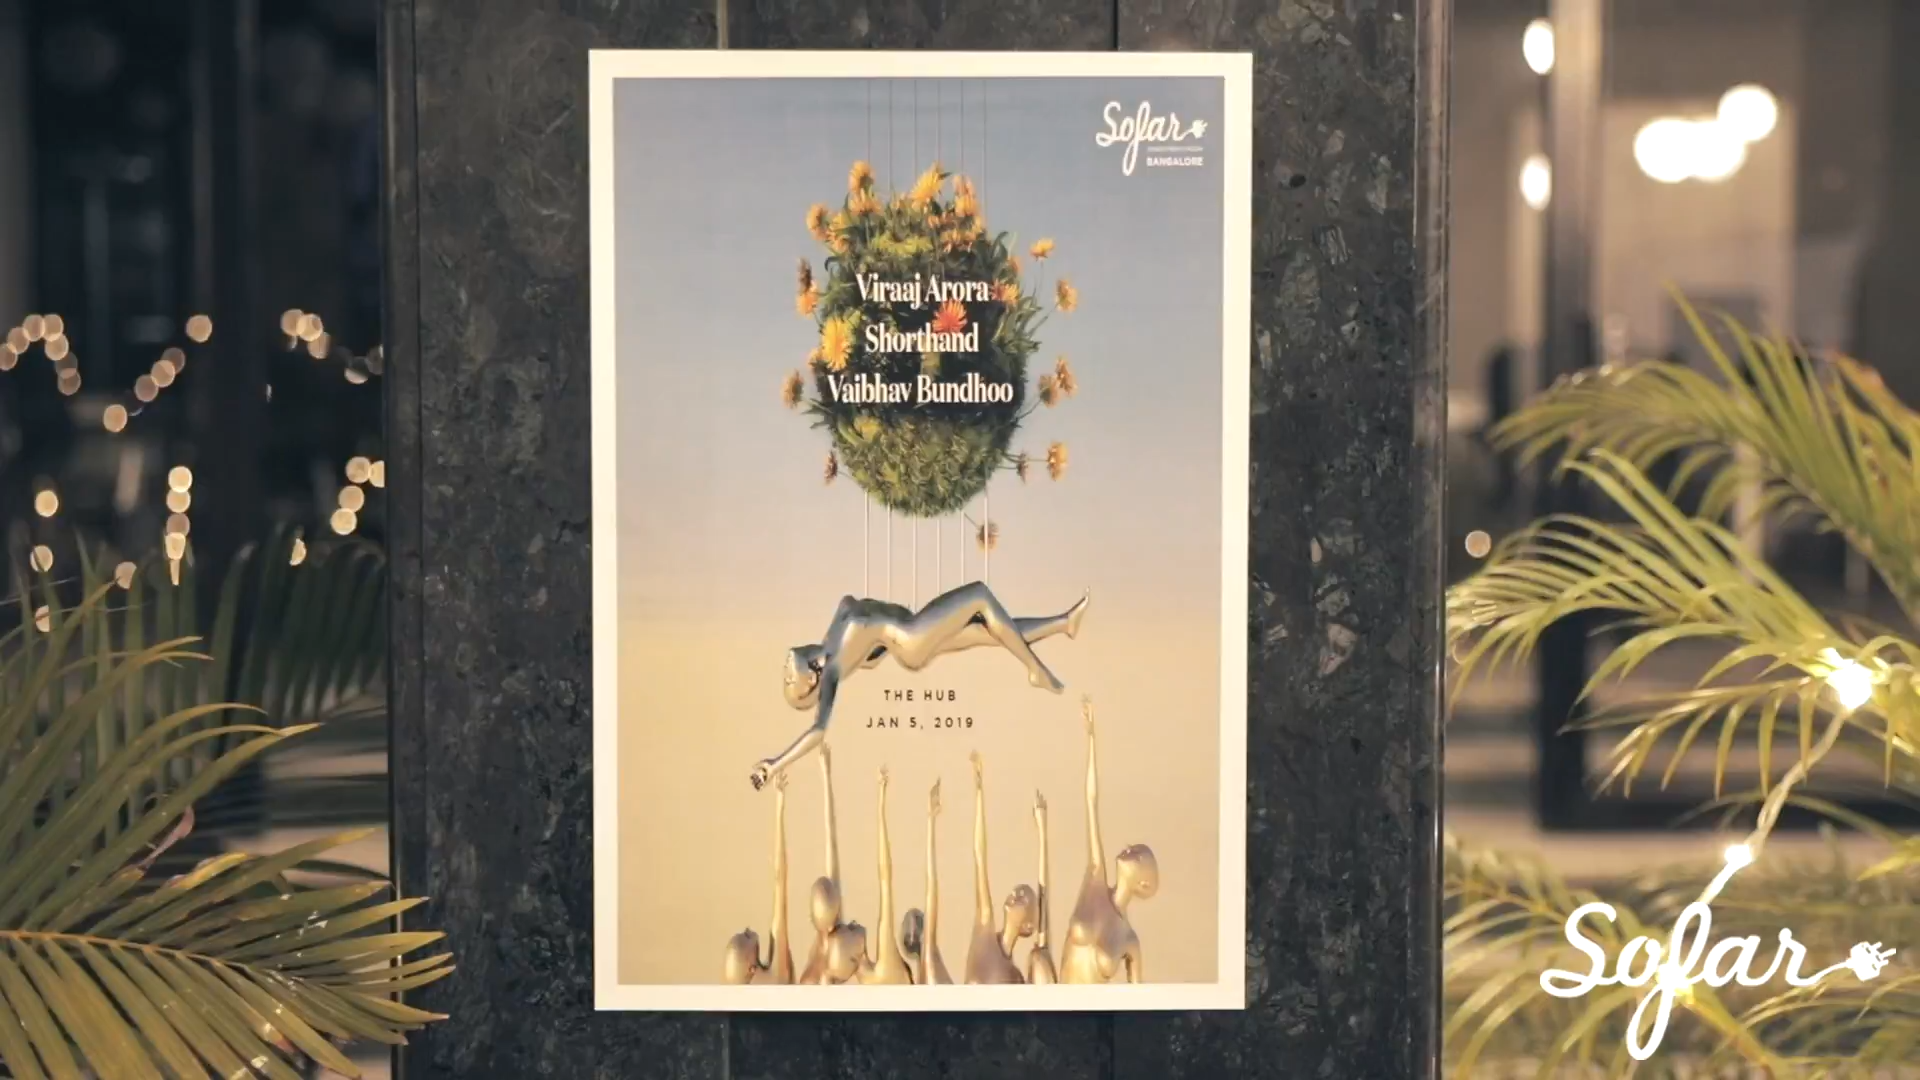 Sofar
BANGALORE
Viraaj Arora
Shorthand
Vaibhav Bundhoo
THE HUB
JAN 5, 2019
Sofar